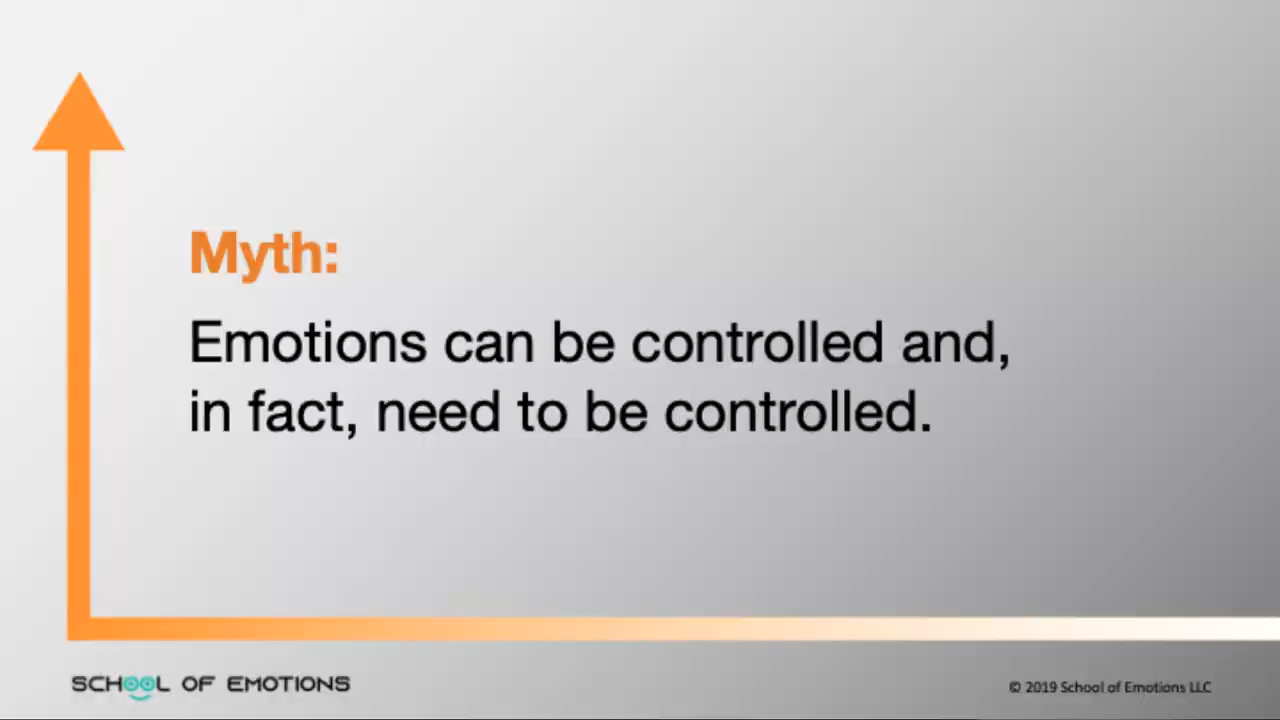 Myth:
Emotions can be controlled and,
in fact, need to be controlled.
SCHOOL OF EMOTIONS
© 2019 School of Emotions LLC